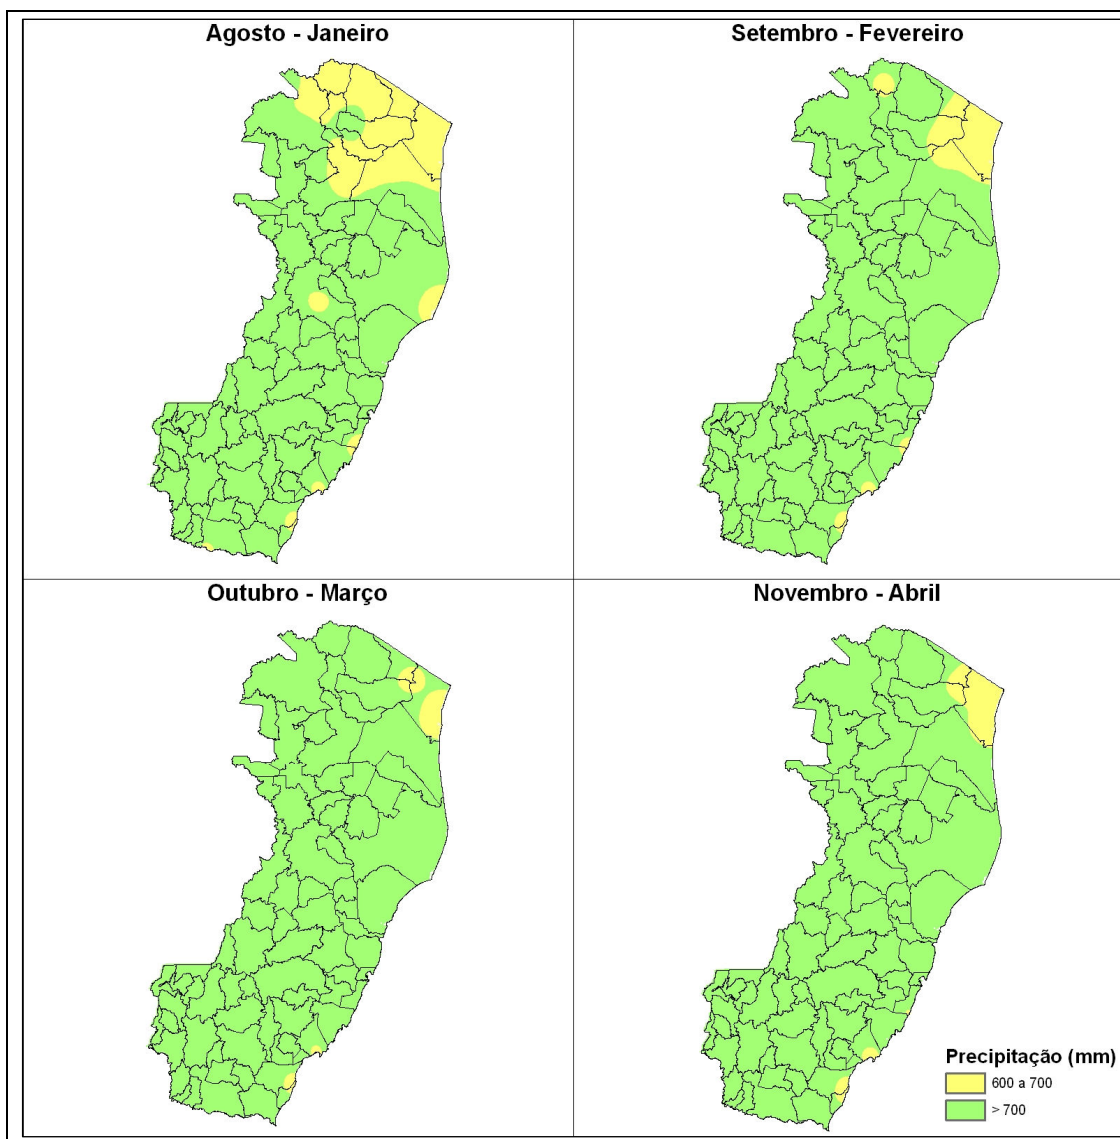 Agosto - Janeiro
Setembro - Fevereiro
Outubro - Março
Novembro - Abril
Precipitação (mm)
600 a 700
> 700